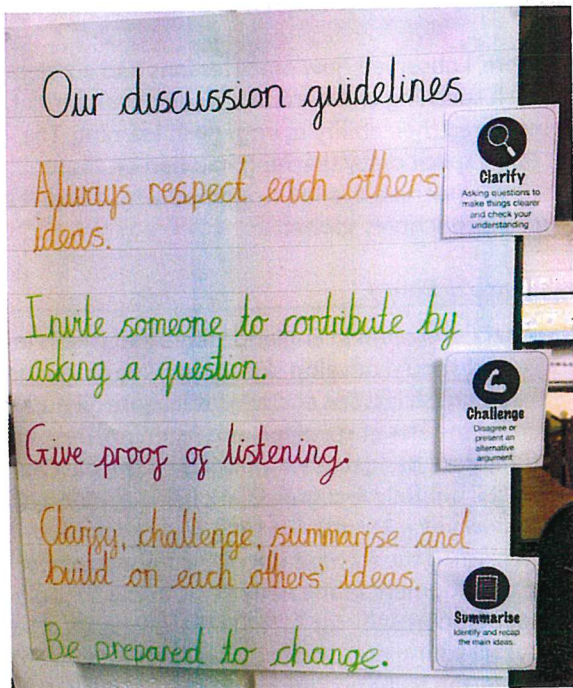 Our discussion guidelines
Always respect each others'
ideas.
Clarify
Asking questions to
make things clearer
and check your
understanding
Invite someone to contribute by
asking a question.
Challenge
Disagree or
present an
alternative
argument
Give proof of listening.
Clarify, challenge, summarise and
build on each others' ideas.
Summarise
Identify and recap
the main ideas.
Be prepared to change.